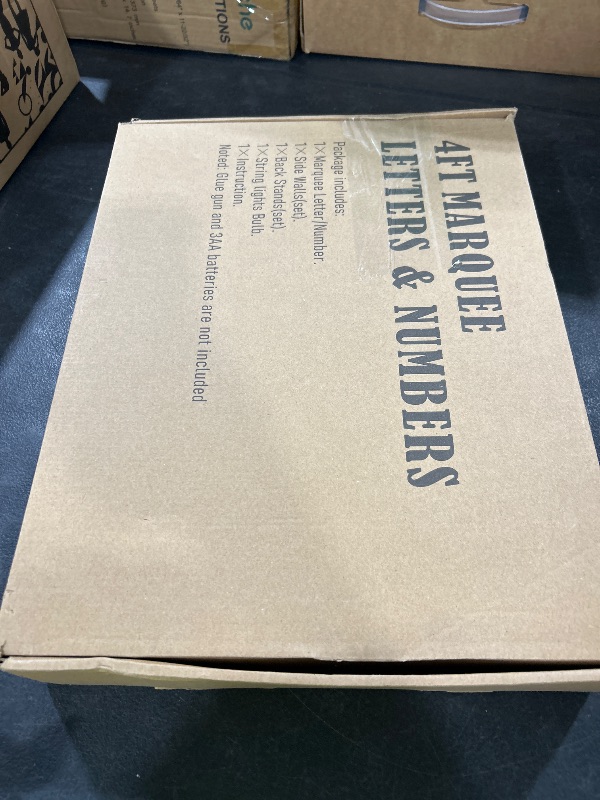 4FT MARQUEE
LETTERS & NUMBERS
Package includes:
1×Marquee Letter/Number.
1×Side Walls(set).
1×Back Stands(set).
1×String lights Bulb.
1×Instruction.
Noted: Glue gun and 3AA batteries are not included